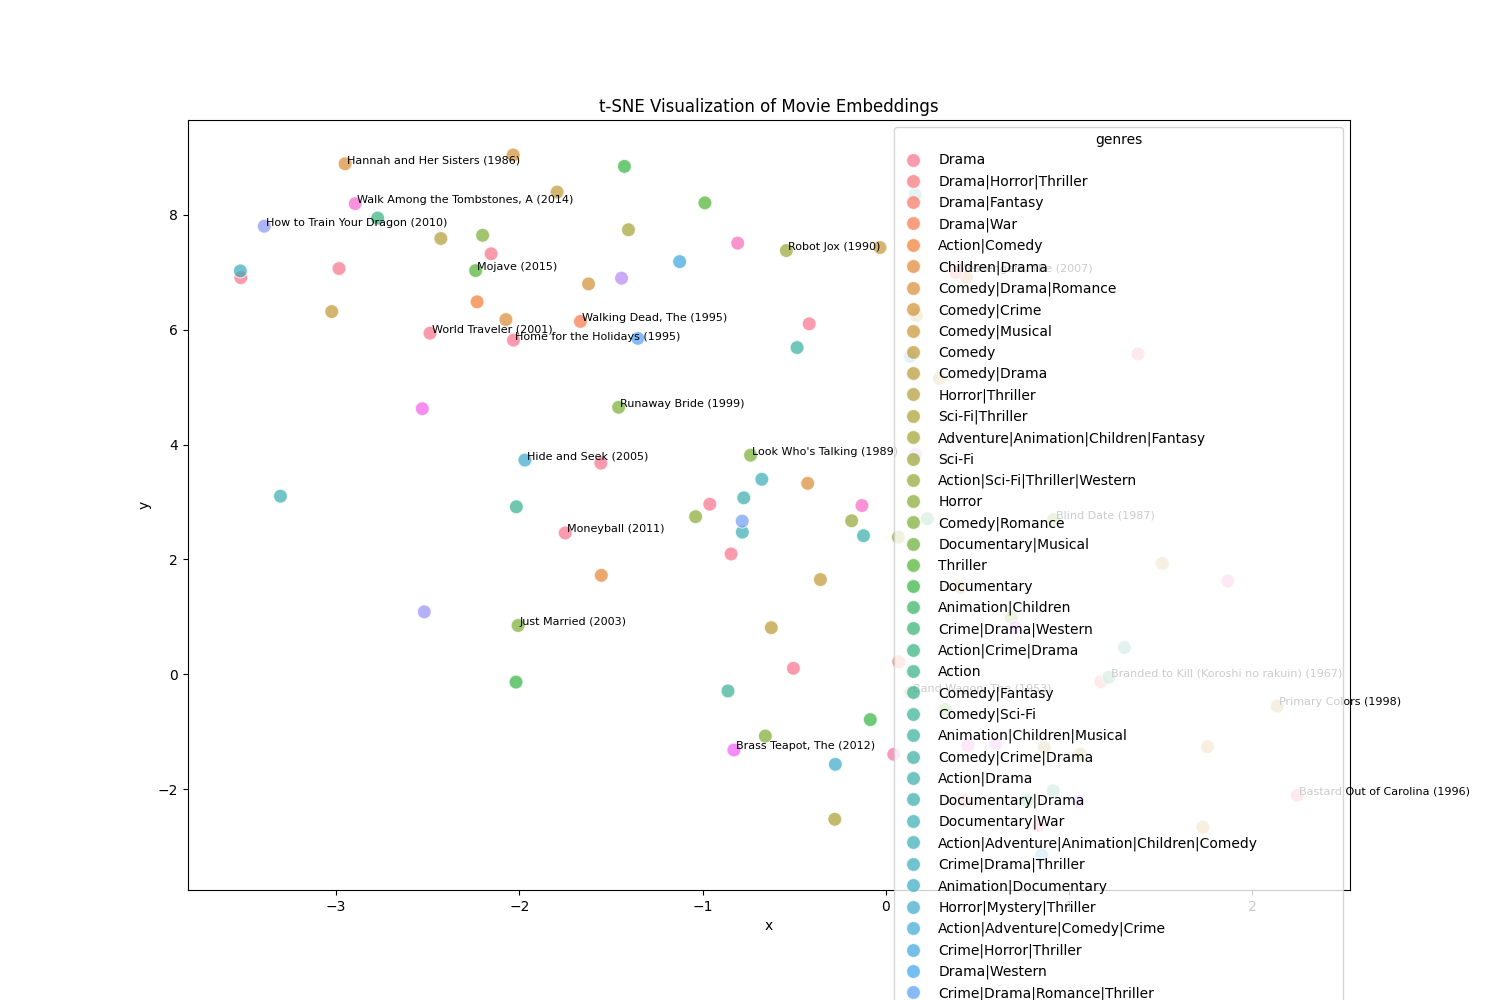 t-SNE Visualization of Movie Embeddings
genres
Drama
Drama|Horror|Thriller
Drama|Fantasy
Drama|War
Action|Comedy
Children|Drama
Comedy|Drama|Romance
Comedy|Crime
Comedy|Musical
Comedy
Comedy|Drama
Horror|Thriller
Sci-Fi|Thriller
Adventure|Animation|Children|Fantasy
Sci-Fi
Action|Sci-Fi|Thriller|Western
Horror
Comedy|Romance
Documentary|Musical
Thriller
Documentary
Animation|Children
Crime|Drama|Western
Action|Crime|Drama
Action
Comedy|Fantasy
Comedy|Sci-Fi
Animation|Children|Musical
Comedy|Crime|Drama
Action|Drama
Documentary|Drama
Documentary|War
Action|Adventure|Animation|Children|Comedy
Crime|Drama|Thriller
Animation|Documentary
Horror|Mystery|Thriller
Action|Adventure|Comedy|Crime
Crime|Horror|Thriller
Drama|Western
Crime|Drama|Romance|Thriller
Hannah and Her Sisters (1986)
Walk Among the Tombstones, A (2014)
How to Train Your Dragon (2010)
Robot Jox (1990)
Mojave (2015)
(2007)
Walking Dead, The (1995)
World Traveler (2001)
Home for the Holidays (1995)
Runaway Bride (1999)
Look Who's Talking (1989)
Hide and Seek (2005)
Moneyball (2011)
Blind Date (1987)
Just Married (2003)
Branded to Kill (Koroshi no rakuin) (1967)
Band Wagon, The (1953)
Primary Colors (1998)
Brass Teapot, The (2012)
Bastard Out of Carolina (1996)
8
6
4
2
0
−2
y
−3
−2
−1
0
2
x